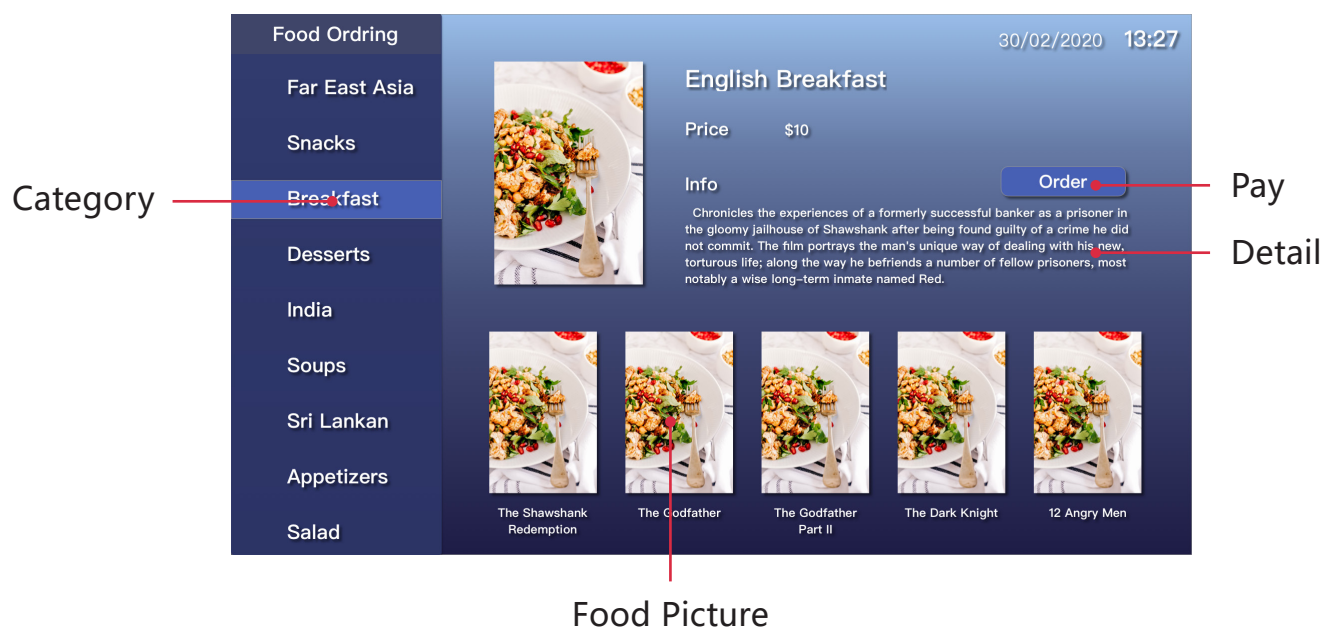 Food Ordring
Far East Asia
Snacks
Breakfast
Desserts
India
Soups
Sri Lankan
Appetizers
Salad
30/02/2020 13:27
English Breakfast
Price $10
Info
Order
Chronicles the experiences of a formerly successful banker as a prisoner in
the gloomy jailhouse of Shawshank after being found guilty of a crime he did
not commit. The film portrays the man's unique way of dealing with his new,
torturous life; along the way he befriends a number of fellow prisoners, most
notably a wise long-term inmate named Red.
The Shawshank
Redemption
The Godfather
The Godfather
Part II
The Dark Knight
12 Angry Men
Category
Pay
Detail
Food Picture